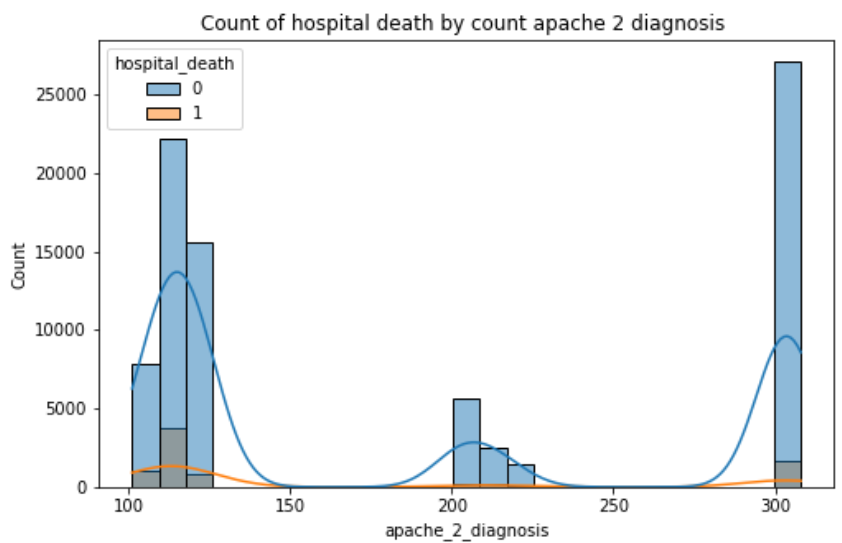 Count of hospital death by count apache 2 diagnosis
hospital_death
0
1
25000
20000
15000
10000
5000
0
Count
100 150 200 250 300
apache_2_diagnosis